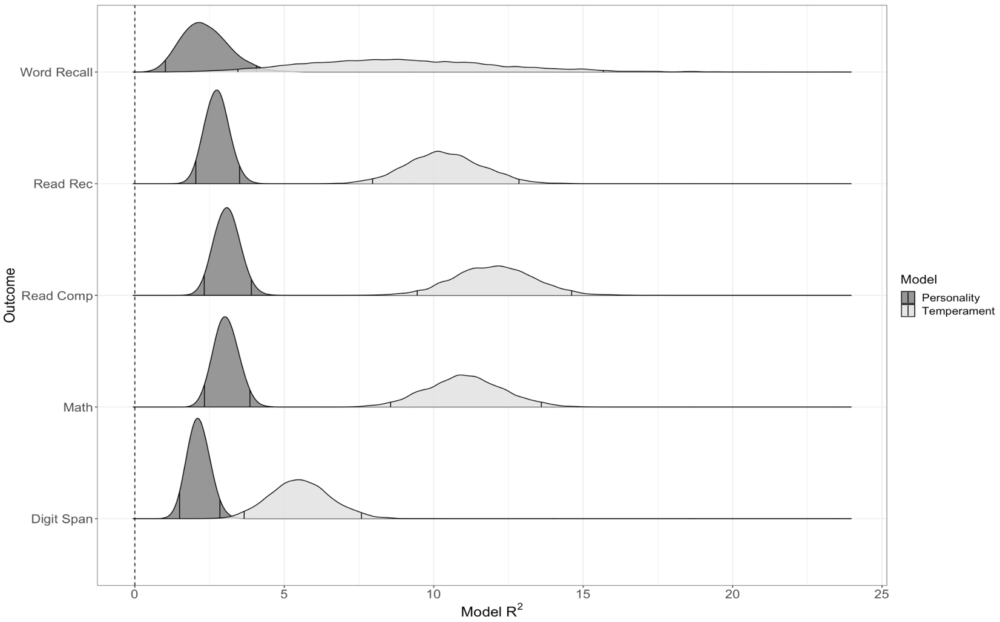 Outcome
Word Recall
Read Rec
Read Comp
Math
Digit Span
0 5 10 15 20 25
Model R²
Model
Personality
Temperament